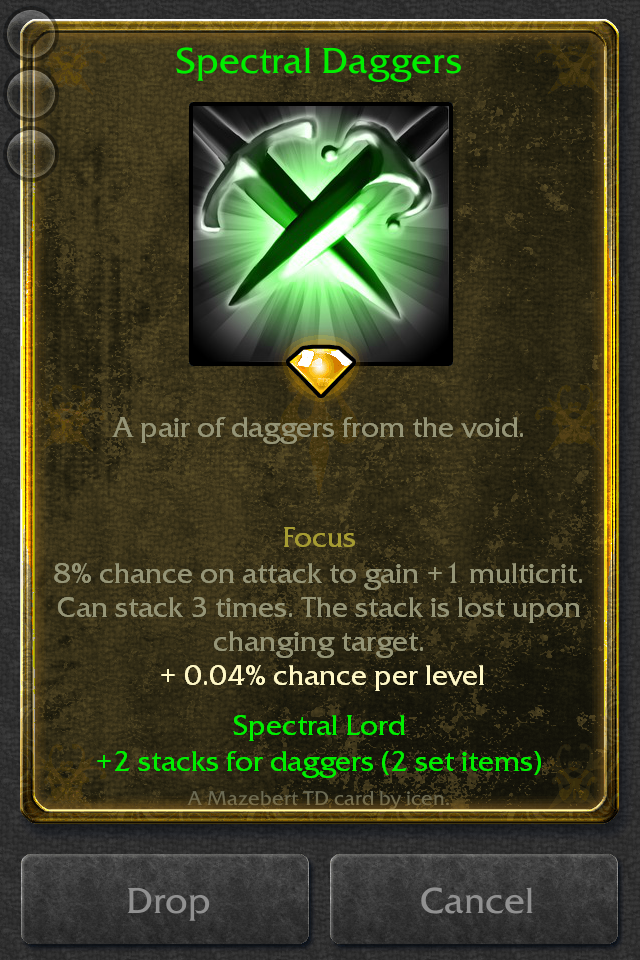 Spectral Daggers
A pair of daggers from the void.
Focus
8% chance on attack to gain +1 multicrit.
Can stack 3 times. The stack is lost upon
changing target.
+ 0.04% chance per level
Spectral Lord
+2 stacks for daggers (2 set items)
A Mazebert TD card by icen.
Drop
Cancel